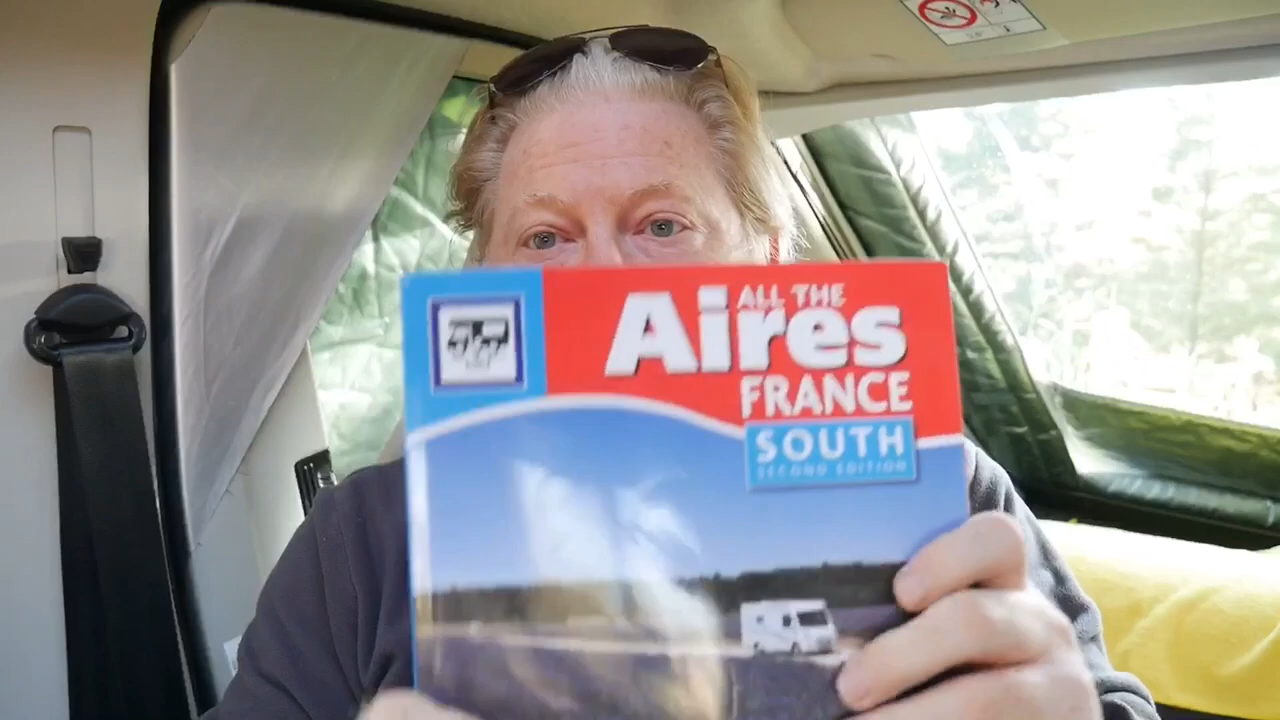 ALL THE
Aires
FRANCE
SOUTH
SECOND EDITION